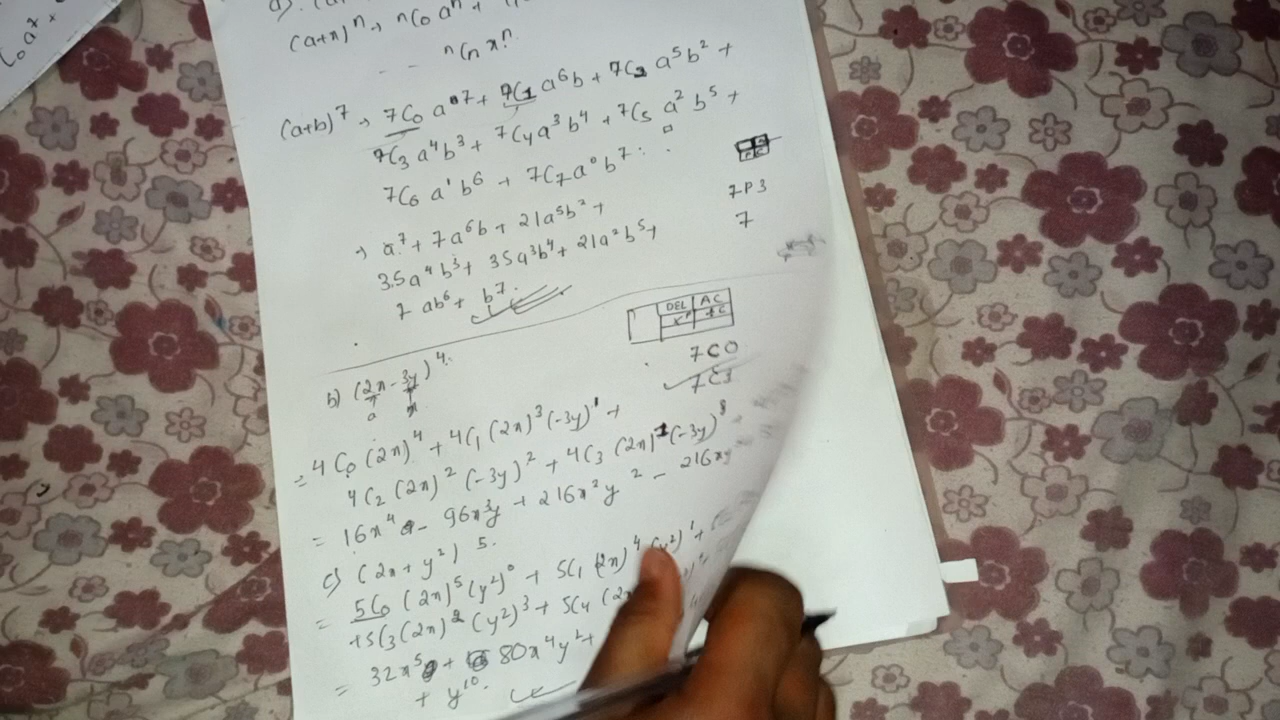 (a+x)ⁿ → ⁿC₀ aⁿ +
- - ⁿCₙ xⁿ.
(a+b)⁷ → 7C₀ a⁷ + 7C₁ a⁶b + 7C₂ a⁵b² +
7C₃ a⁴b³ + 7C₄ a³b⁴ + 7C₅ a²b⁵ +
7C₆ a¹b⁶ + 7C₇ a⁰b⁷.
→ a⁷ + 7a⁶b + 21a⁵b² +
35a⁴b³ + 35a³b⁴ + 21a²b⁵ +
7ab⁶ + b⁷.
7P3
7
DEL AC
7C0
7C1
b) (2x - 3y)⁴.
a x
= 4C₀ (2x)⁴ + 4C₁ (2x)³ (-3y)¹ +
4C₂ (2x)² (-3y)² + 4C₃ (2x)¹ (-3y)³
= 16x⁴ - 96x³y + 216x²y² - 216xy
c) (2x + y²)⁵.
= 5C₀ (2x)⁵ (y²)⁰ + 5C₁ (2x)⁴ (y²)¹ +
+5C₃ (2x)² (y²)³ + 5C₄ (2x
= 32x⁵ + 80x⁴y² +
+ y¹⁰.
C₀ a⁷ +